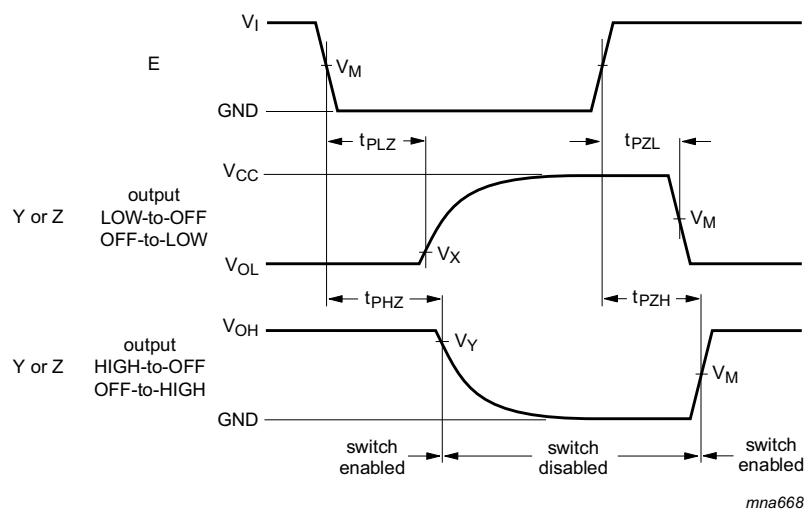 VI
E
VM
GND
tPLZ
tPZL
VCC
Y or Z
output
LOW-to-OFF
OFF-to-LOW
VM
VX
VOL
tPHZ
tPZH
VOH
Y or Z
output
HIGH-to-OFF
OFF-to-HIGH
VY
VM
GND
switch
enabled
switch
disabled
switch
enabled
mna668